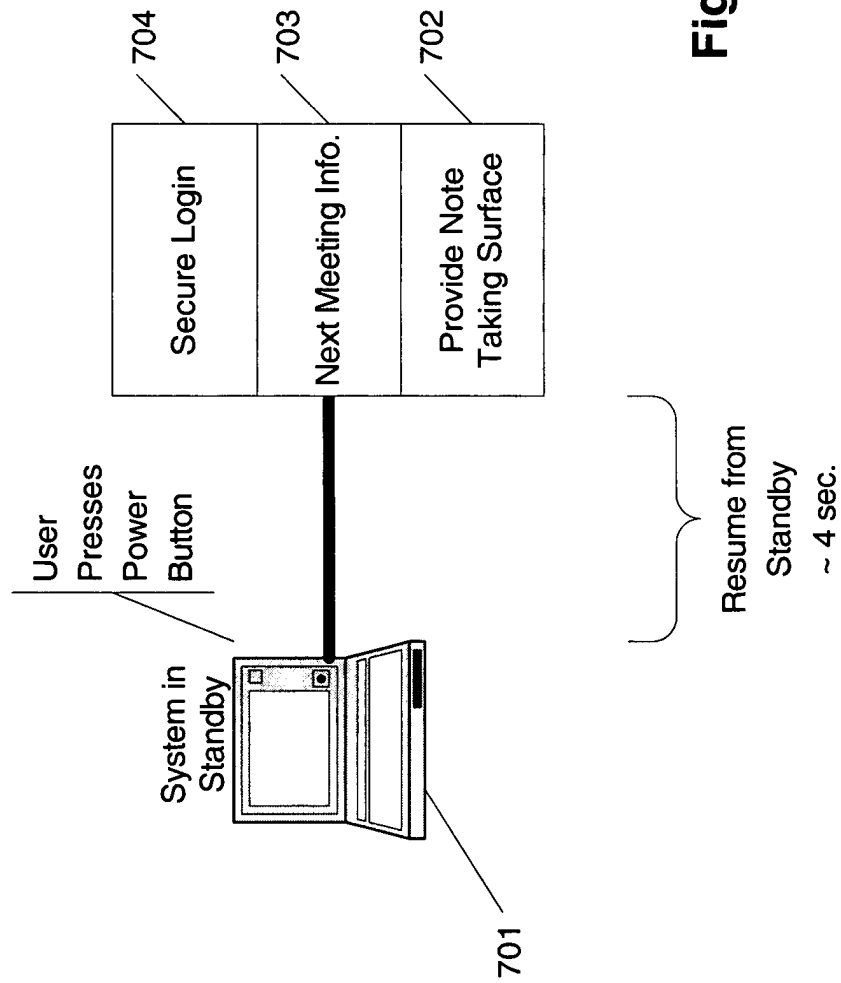 User
Presses
Power
Button
System in
Standby
701
Secure Login
704
Next Meeting Info.
703
Provide Note
Taking Surface
702
Resume from
Standby
~ 4 sec.
Fig